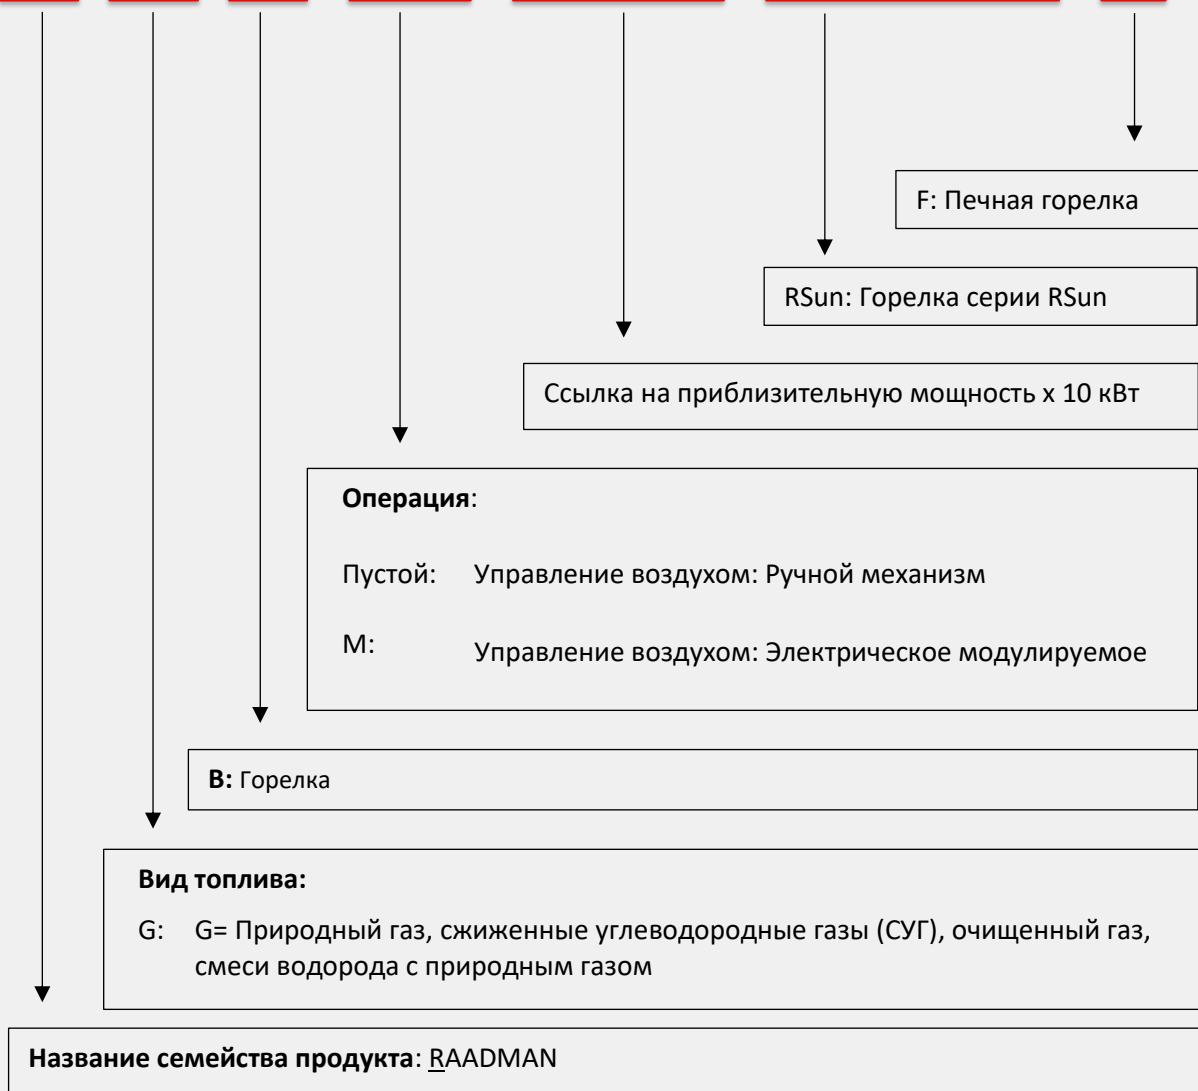 F: Печная горелка
RSun: Горелка серии RSun
Ссылка на приблизительную мощность x 10 кВт
Операция:
Пустой: Управление воздухом: Ручной механизм
M: Управление воздухом: Электрическое модулируемое
B: Горелка
Вид топлива:
G: G= Природный газ, сжиженные углеводородные газы (СУГ), очищенный газ,
смеси водорода с природным газом
Название семейства продукта: RAADMAN